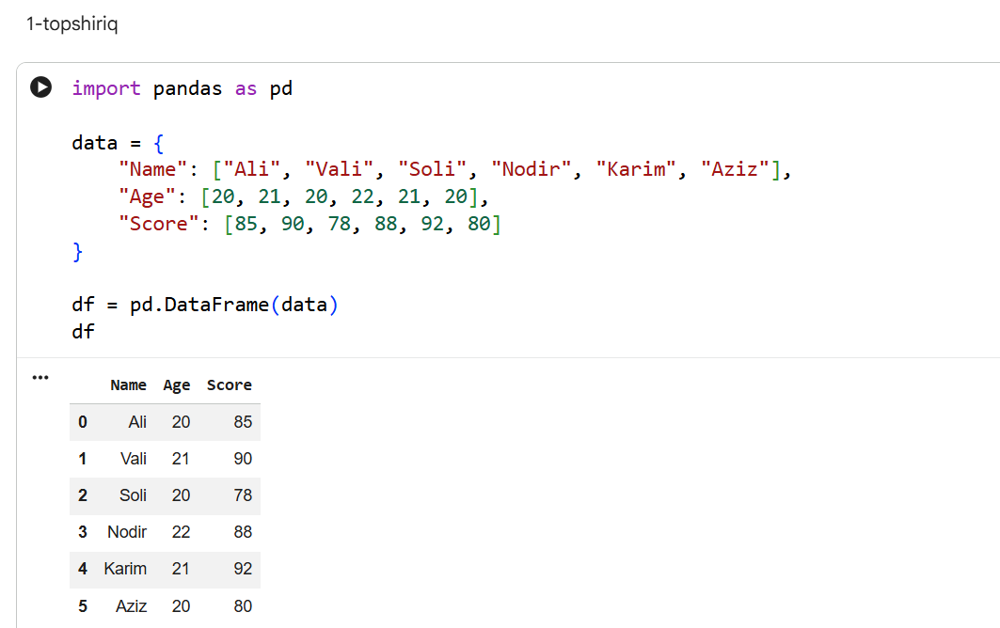 1-topshiriq
import pandas as pd
data = {
"Name": ["Ali", "Vali", "Soli", "Nodir", "Karim", "Aziz"],
"Age": [20, 21, 20, 22, 21, 20],
"Score": [85, 90, 78, 88, 92, 80]
}
df = pd.DataFrame(data)
df
Name Age Score
0 Ali 20 85
1 Vali 21 90
2 Soli 20 78
3 Nodir 22 88
4 Karim 21 92
5 Aziz 20 80